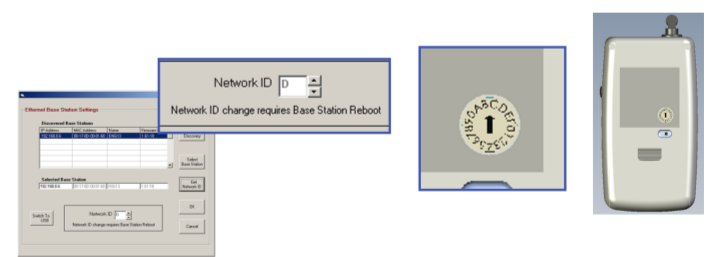 Network ID D
Network ID change requires Base Station Reboot
Ethernet Base Station Settings
Discovered Base Stations
IP Address MAC Address Name Firmware
Discovery
Select
Base Station
Selected Base Station
Get
Network ID
Switch To
USB
Network ID D
Network ID change requires Base Station Reboot
OK
Cancel
0123456789ABCDEF